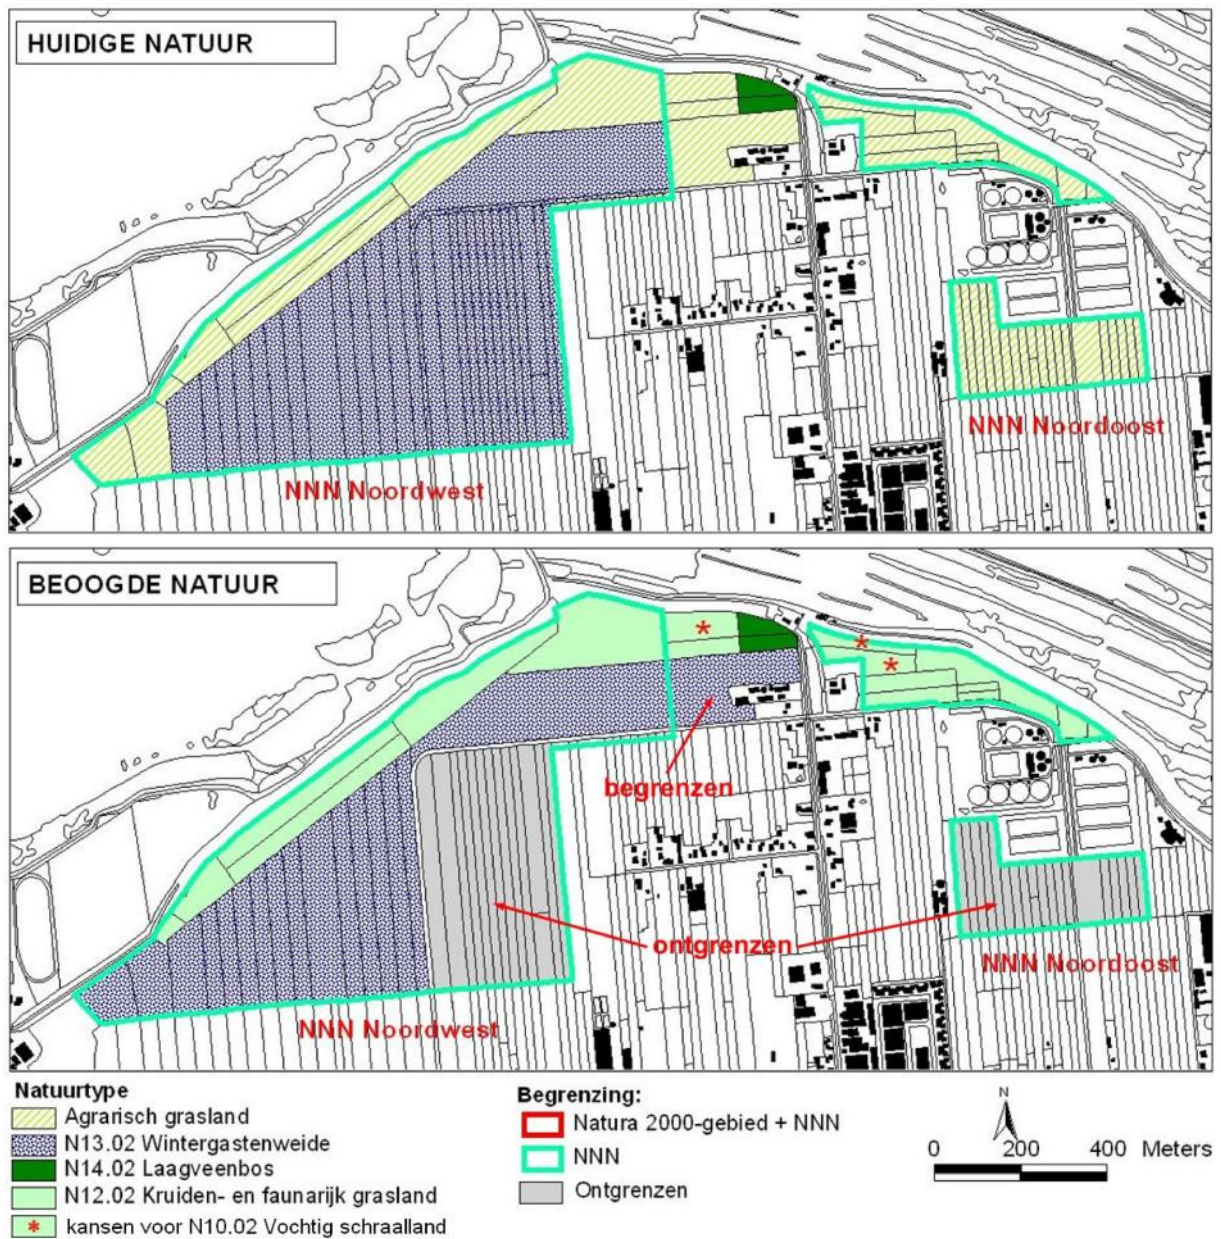 HUIDIGE NATUUR
NNN Noordoost
NNN Noordwest
BEOOGDE NATUUR
begrenzen
ontgrenzen
NNN Noordoost
NNN Noordwest
Natuurtype
Agrarisch grasland
N13.02 Wintergastenweide
N14.02 Laagveenbos
N12.02 Kruiden- en faunarijk grasland
* kansen voor N10.02 Vochtig schraalland
Begrenzing:
Natura 2000-gebied + NNN
NNN
Ontgrenzen
N
0 200 400 Meters